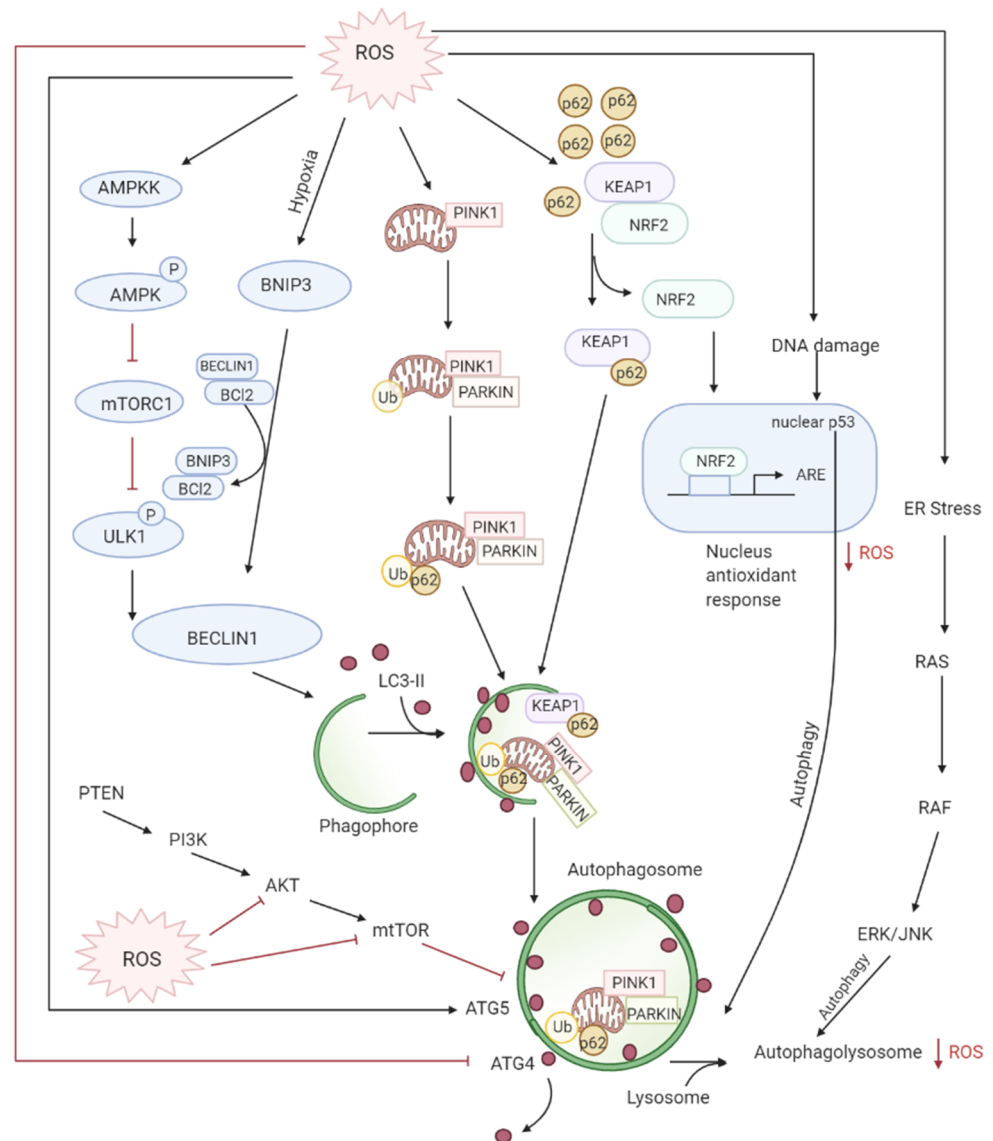 ROS
p62
p62
p62
p62
KEAP1
p62
NRF2
AMPKK
Hypoxia
PINK1
P
AMPK
BNIP3
NRF2
KEAP1
p62
DNA damage
BECLIN1
BCl2
mTORC1
PINK1
PARKIN
Ub
nuclear p53
NRF2
ARE
BNIP3
BCl2
P
ULK1
PINK1
PARKIN
Ub
p62
ER Stress
Nucleus
antioxidant
response
ROS
BECLIN1
RAS
LC3-II
KEAP1
p62
Ub
p62
PINK1
PARKIN
Phagophore
Autophagy
PTEN
PI3K
RAF
AKT
Autophagosome
mtTOR
ROS
ERK/JNK
Autophagy
PINK1
PARKIN
Ub
p62
ATG5
ATG4
Autophagolysosome
ROS
Lysosome